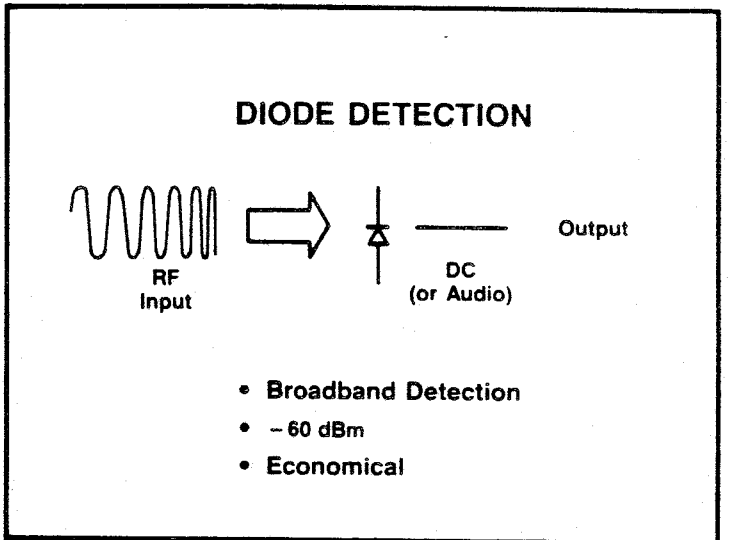 DIODE DETECTION
RF
Input
DC
(or Audio)
Output
• Broadband Detection
• – 60 dBm
• Economical